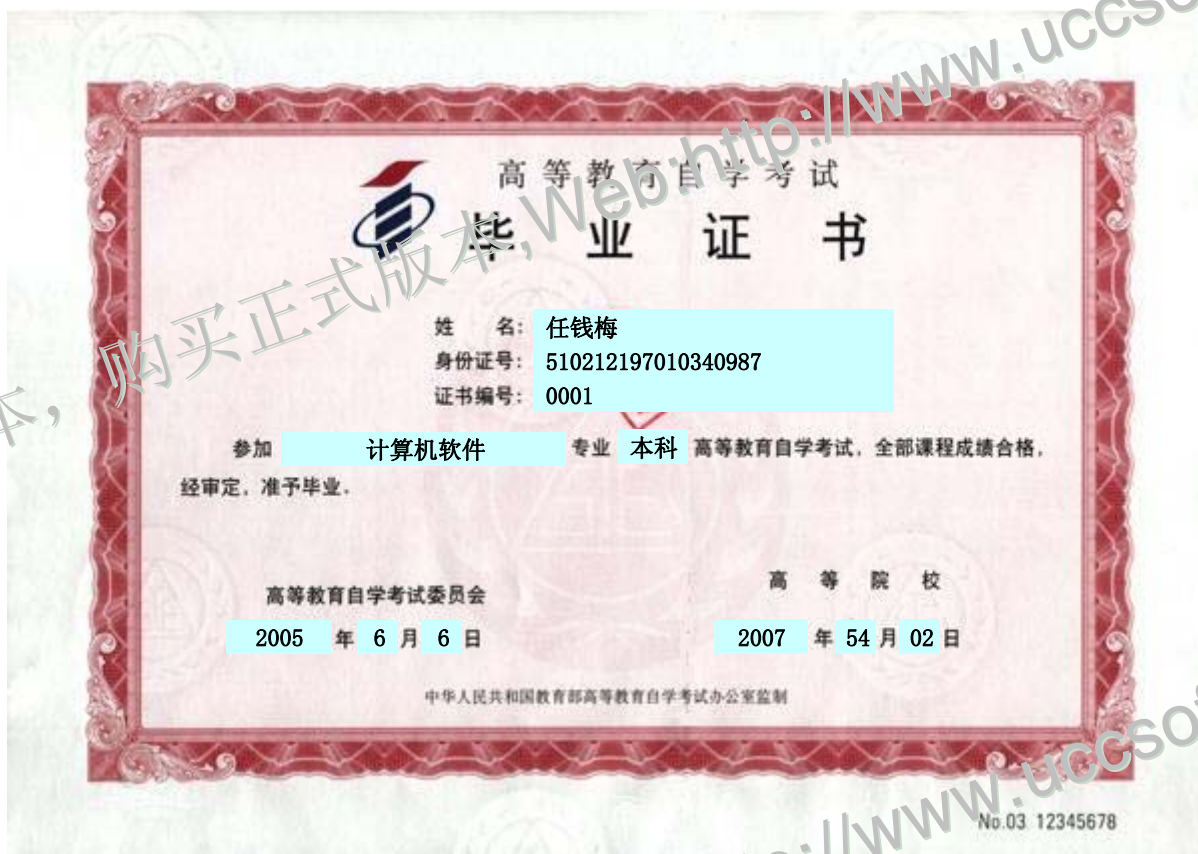 高等教育自学考试
毕业证书
姓 名: 任钱梅
身份证号: 510212197010340987
证书编号: 0001
参加 计算机软件 专业 本科 高等教育自学考试, 全部课程成绩合格,
经审定, 准予毕业.
高等教育自学考试委员会
高 等 院 校
2005 年 6 月 6 日
2007 年 54 月 02 日
中华人民共和国教育部高等教育自学考试办公室监制
No.03 12345678
本, 购买正式版本,Web:http://www.uccso
://www.uccso